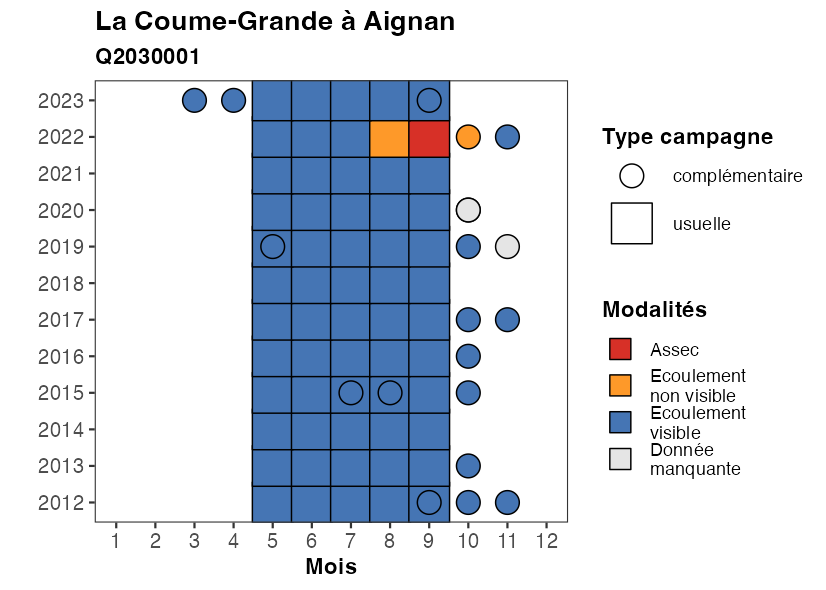 La Coume-Grande à Aignan
Q2030001
2023
2022
2021
2020
2019
2018
2017
2016
2015
2014
2013
2012
1 2 3 4 5 6 7 8 9 10 11 12
Mois
Type campagne
complémentaire
usuelle
Modalités
Assec
Ecoulement
non visible
Ecoulement
visible
Donnée
manquante